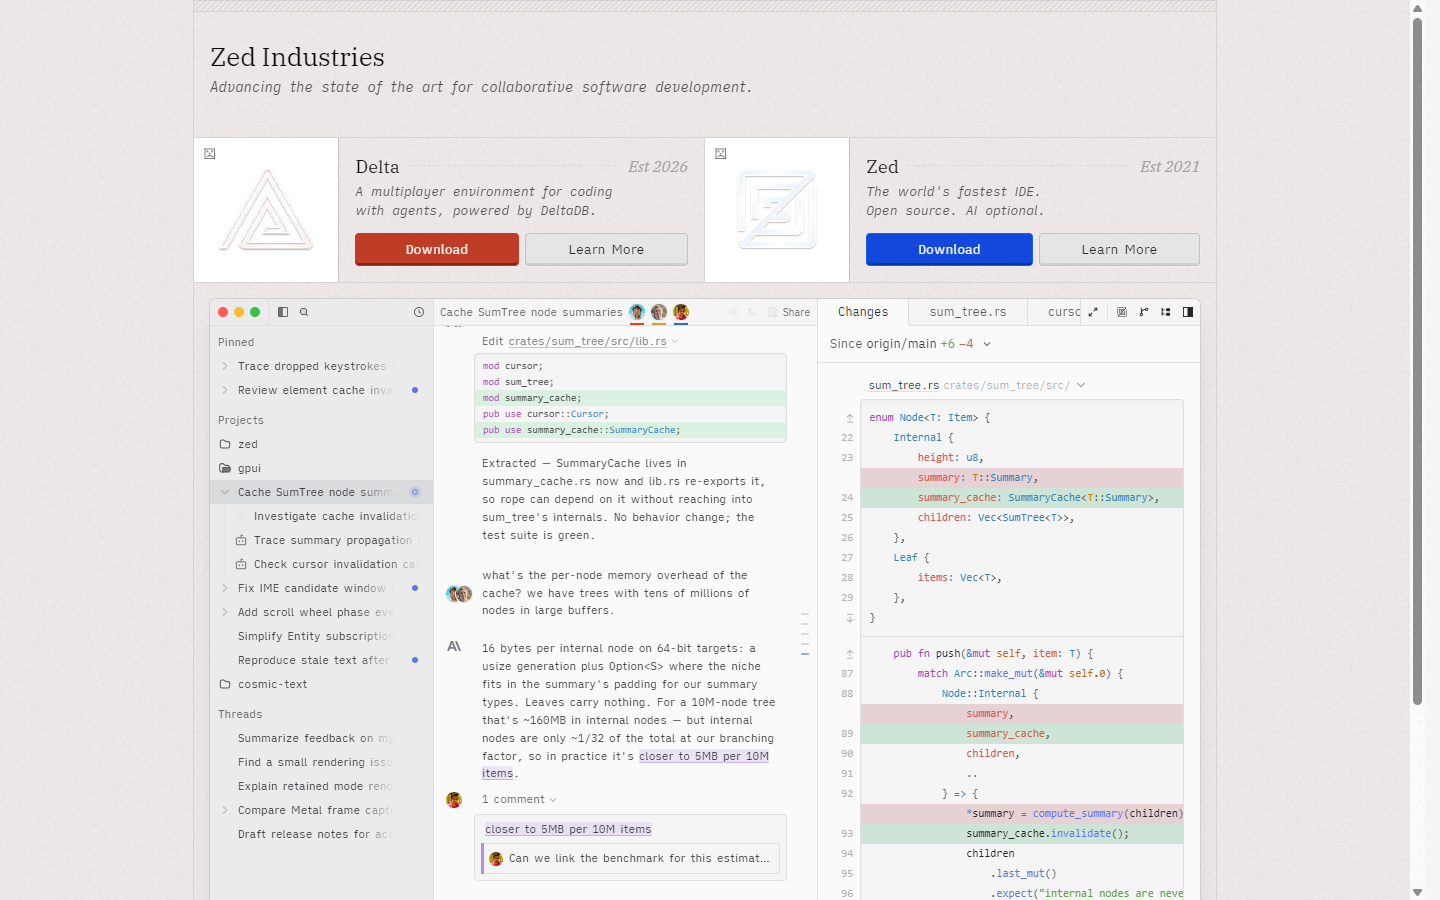 Zed Industries
Advancing the state of the art for collaborative software development.
Delta
Est 2026
A multiplayer environment for coding
with agents, powered by DeltaDB.
Download
Learn More
Zed
Est 2021
The world's fastest IDE.
Open source. AI optional.
Download
Learn More
Pinned
Trace dropped keystrokes
Review element cache inva
Projects
zed
gpui
Cache SumTree node summ
Investigate cache invalidatio
Trace summary propagation
Check cursor invalidation ca
Fix IME candidate window
Add scroll wheel phase eve
Simplify Entity subscription
Reproduce stale text after
cosmic-text
Threads
Summarize feedback on my
Find a small rendering issu
Explain retained mode rend
Compare Metal frame capt
Draft release notes for acc
Cache SumTree node summaries
Share
Edit crates/sum_tree/src/lib.rs
mod cursor;
mod sum_tree;
mod summary_cache;
pub use cursor::Cursor;
pub use summary_cache::SummaryCache;
Extracted — SummaryCache lives in
summary_cache.rs now and lib.rs re-exports it,
so rope can depend on it without reaching into
sum_tree's internals. No behavior change; the
test suite is green.
what's the per-node memory overhead of the
cache? we have trees with tens of millions of
nodes in large buffers.
16 bytes per internal node on 64-bit targets: a
usize generation plus Option<S> where the niche
fits in the summary's padding for our summary
types. Leaves carry nothing. For a 10M-node tree
that's ~160MB in internal nodes — but internal
nodes are only ~1/32 of the total at our branching
factor, so in practice it's closer to 5MB per 10M
items.
1 comment
closer to 5MB per 10M items
Can we link the benchmark for this estimat...
Changes
sum_tree.rs
cursc
Since origin/main +6 −4
sum_tree.rs crates/sum_tree/src/
enum Node<T: Item> {
22 Internal {
23 height: u8,
summary: T::Summary,
24 summary_cache: SummaryCache<T::Summary>,
25 children: Vec<SumTree<T>>,
26 },
27 Leaf {
28 items: Vec<T>,
29 },
}
pub fn push(&mut self, item: T) {
87 match Arc::make_mut(&mut self.0) {
88 Node::Internal {
summary,
89 summary_cache,
90 children,
91 ..
92 } => {
*summary = compute_summary(children)
93 summary_cache.invalidate();
94 children
95 .last_mut()
96 .expect("internal nodes are neve